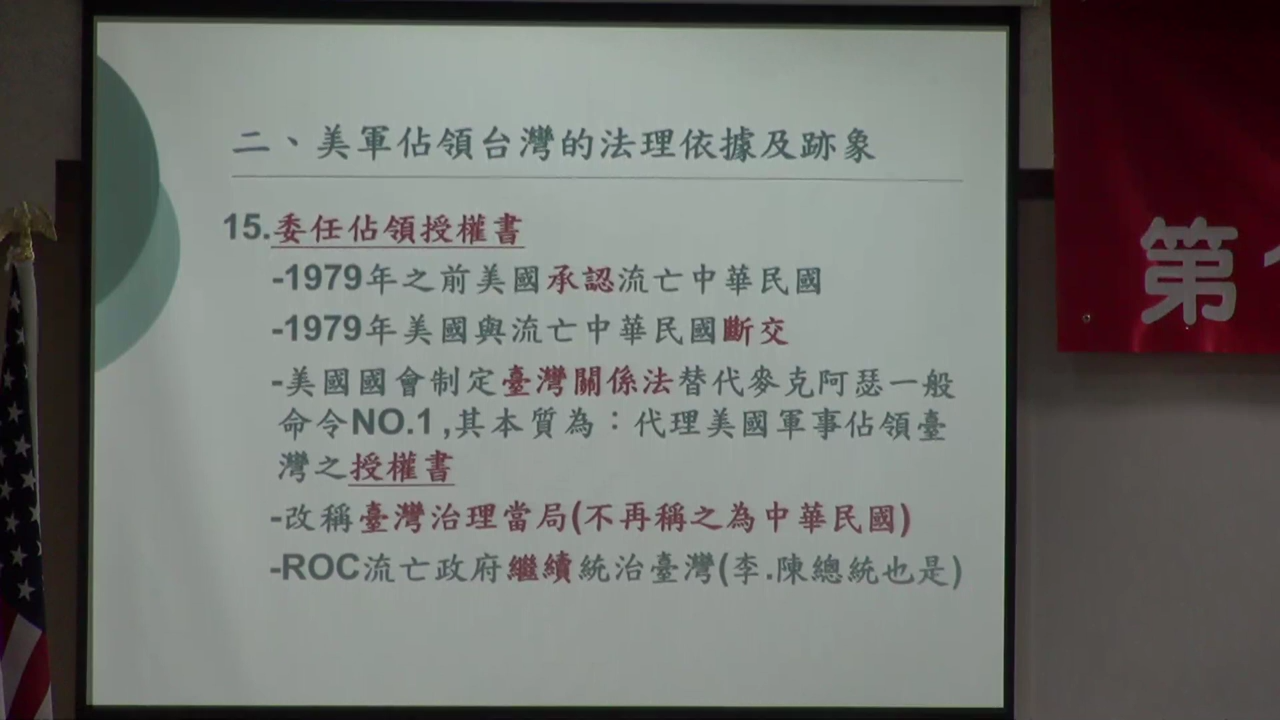 二、美軍佔領台灣的法理依據及跡象
15.委任佔領授權書
-1979年之前美國承認流亡中華民國
-1979年美國與流亡中華民國斷交
-美國國會制定臺灣關係法替代麥克阿瑟一般
命令NO.1,其本質為：代理美國軍事佔領臺
灣之授權書
-改稱臺灣治理當局(不再稱之為中華民國)
-ROC流亡政府繼續統治臺灣(李.陳總統也是)
第